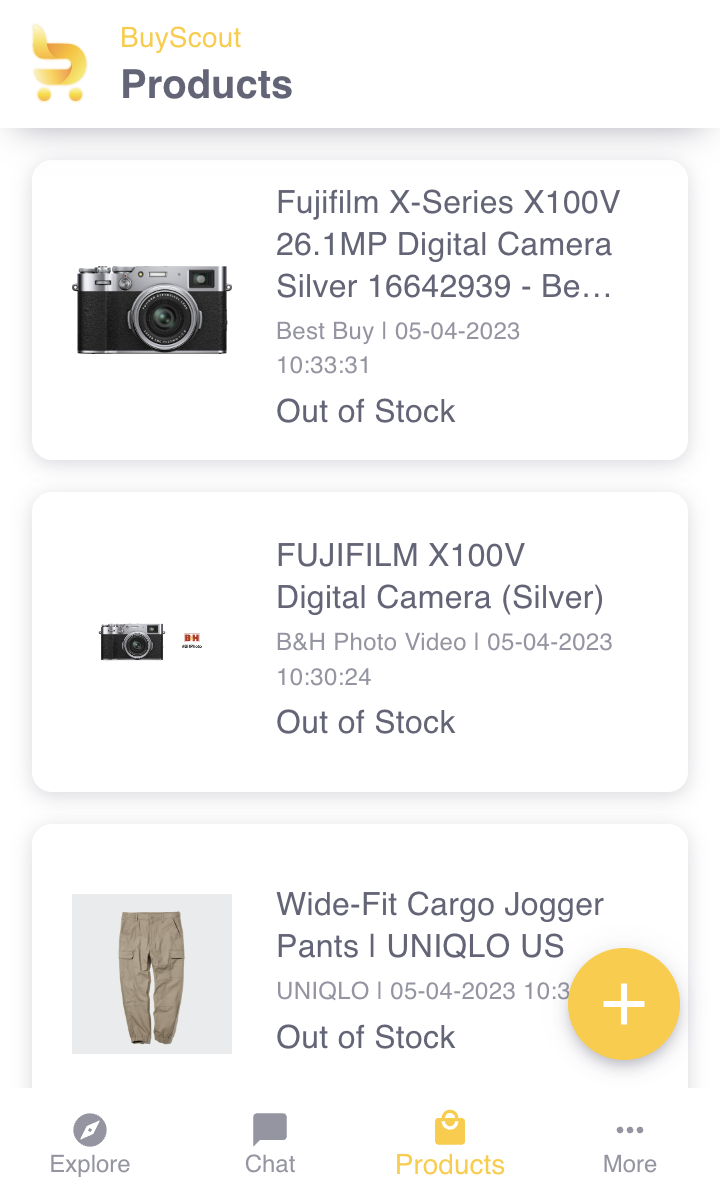 BuyScout
Products
Fujifilm X-Series X100V
26.1MP Digital Camera
Silver 16642939 - Be...
Best Buy | 05-04-2023
10:33:31
Out of Stock
FUJIFILM X100V
Digital Camera (Silver)
B&H Photo Video | 05-04-2023
10:30:24
Out of Stock
B H
Wide-Fit Cargo Jogger
Pants | UNIQLO US
UNIQLO | 05-04-2023 10:3
Out of Stock
Explore
Chat
Products
More